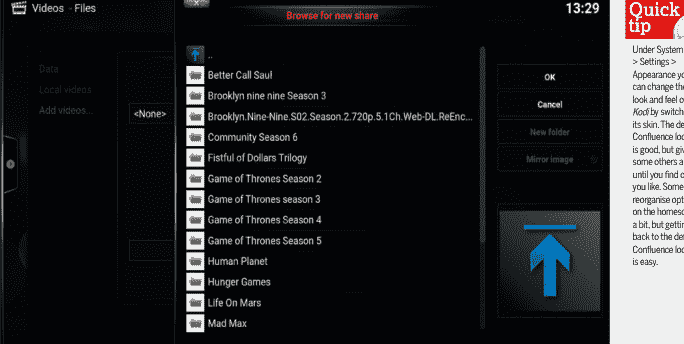 Videos - Files
Browse for new share
13:29
Data
Local videos
Add videos...
<None>
..
Better Call Saul
Brooklyn nine nine Season 3
Brooklyn.Nine-Nine.S02.Season.2.720p.5.1Ch.Web-DL.ReEnc...
Community Season 6
Fistful of Dollars Trilogy
Game of Thrones Season 2
Game of Thrones season 3
Game of Thrones Season 4
Game of Thrones Season 5
Human Planet
Hunger Games
Life On Mars
Mad Max
OK
Cancel
New folder
Mirror image
Quick
tip
Under System
> Settings >
Appearance yo
can change the
look and feel o
Kodi by switch
its skin. The de
Confluence loo
is good, but giv
some others a
until you find o
you like. Some
reorganise opt
on the homesc
a bit, but gettin
back to the def
Confluence loo
is easy.